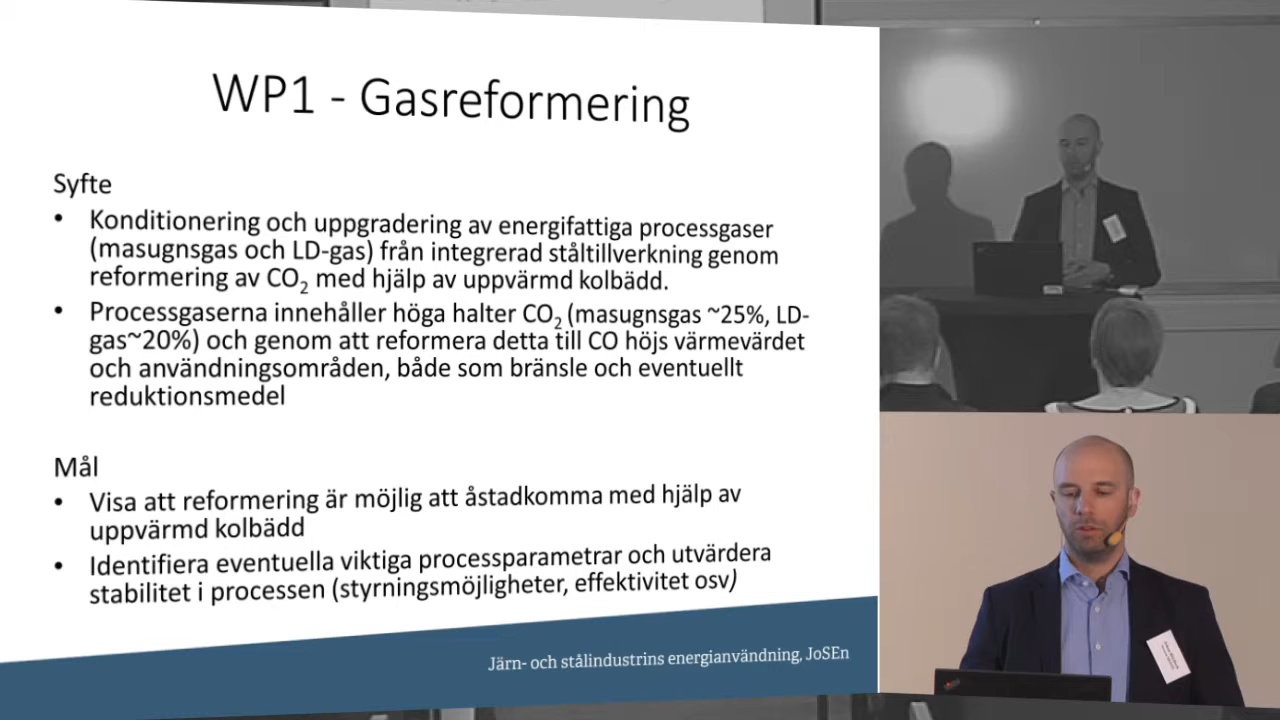 WP1 - Gasreformering
Syfte
• Konditionering och uppgradering av energifattiga processgaser
(masugnsgas och LD-gas) från integrerad ståltillverkning genom
reformering av CO₂ med hjälp av uppvärmd kolbädd.
• Processgaserna innehåller höga halter CO₂ (masugnsgas ~25%, LD-
gas~20%) och genom att reformera detta till CO höjs värmevärdet
och användningsområden, både som bränsle och eventuellt
reduktionsmedel
Mål
• Visa att reformering är möjlig att åstadkomma med hjälp av
uppvärmd kolbädd
• Identifiera eventuella viktiga processparametrar och utvärdera
stabilitet i processen (styrningsmöjligheter, effektivitet osv)
Järn- och stålindustrins energianvändning, JoSEn